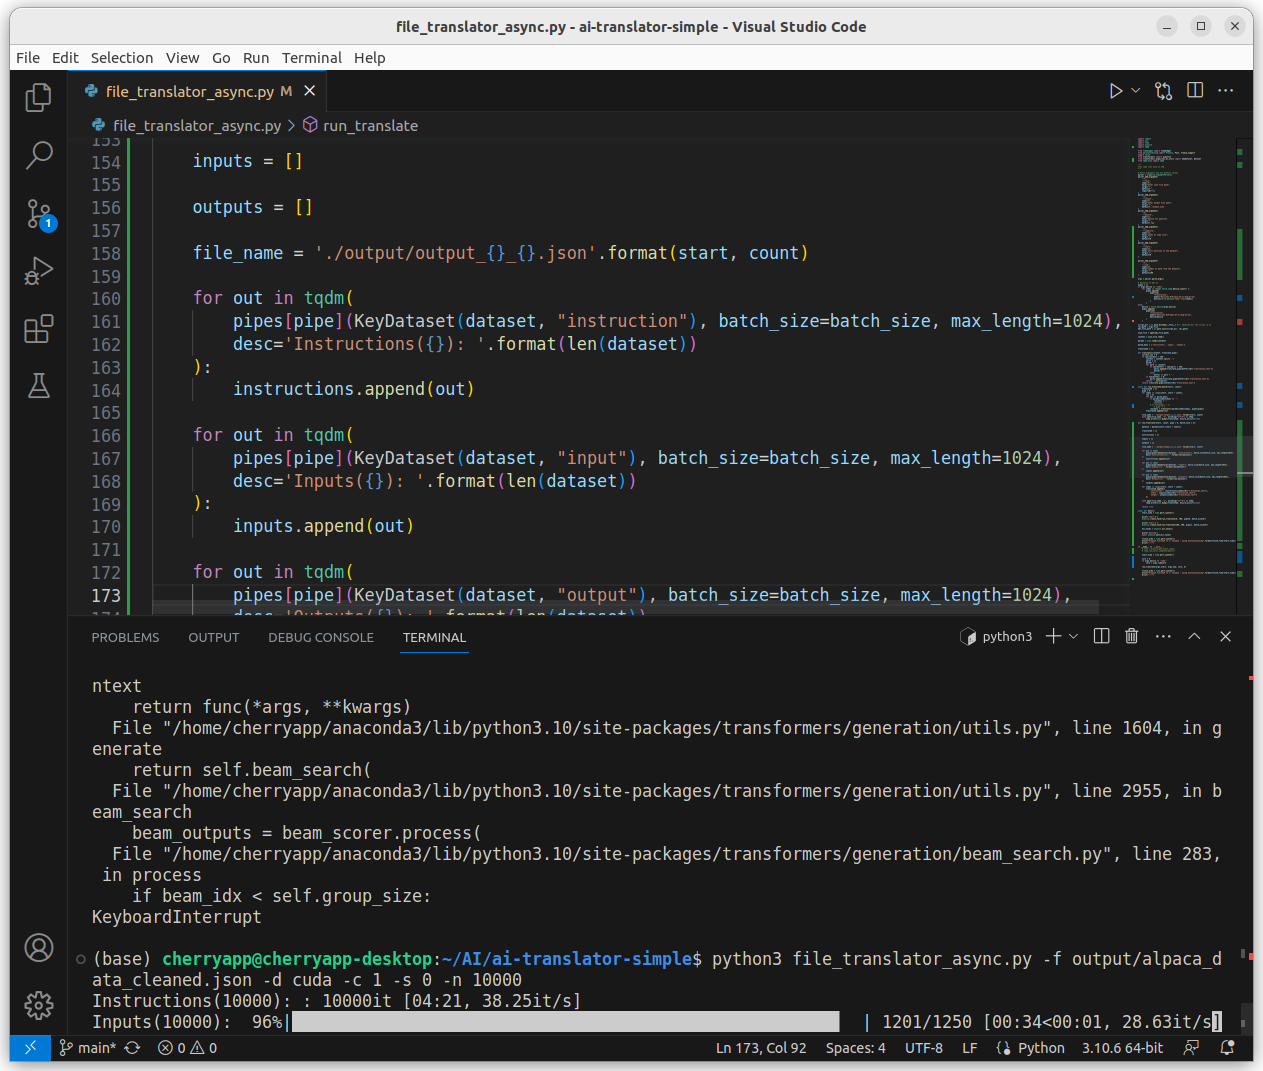 file_translator_async.py - ai-translator-simple - Visual Studio Code
File Edit Selection View Go Run Terminal Help
file_translator_async.py M
file_translator_async.py > run_translate
153
154 inputs = []
155
156 outputs = []
157
158 file_name = './output/output_{}_{}.json'.format(start, count)
159
160 for out in tqdm(
161 pipes[pipe](KeyDataset(dataset, "instruction"), batch_size=batch_size, max_length=1024),
162 desc='Instructions({}): '.format(len(dataset))
163 ):
164 instructions.append(out)
165
166 for out in tqdm(
167 pipes[pipe](KeyDataset(dataset, "input"), batch_size=batch_size, max_length=1024),
168 desc='Inputs({}): '.format(len(dataset))
169 ):
170 inputs.append(out)
171
172 for out in tqdm(
173 pipes[pipe](KeyDataset(dataset, "output"), batch_size=batch_size, max_length=1024),
174 desc='Outputs({}): '.format(len(dataset))
PROBLEMS OUTPUT DEBUG CONSOLE TERMINAL python3
ntext
return func(*args, **kwargs)
File "/home/cherryapp/anaconda3/lib/python3.10/site-packages/transformers/generation/utils.py", line 1604, in g
enerate
return self.beam_search(
File "/home/cherryapp/anaconda3/lib/python3.10/site-packages/transformers/generation/utils.py", line 2955, in b
eam_search
beam_outputs = beam_scorer.process(
File "/home/cherryapp/anaconda3/lib/python3.10/site-packages/transformers/generation/beam_search.py", line 283,
in process
if beam_idx < self.group_size:
KeyboardInterrupt
(base) cherryapp@cherryapp-desktop:~/AI/ai-translator-simple$ python3 file_translator_async.py -f output/alpaca_d
ata_cleaned.json -d cuda -c 1 -s 0 -n 10000
Instructions(10000): : 10000it [04:21, 38.25it/s]
Inputs(10000): 96%| | 1201/1250 [00:34<00:01, 28.63it/s]
1
main* 0 0 Ln 173, Col 92 Spaces: 4 UTF-8 LF Python 3.10.6 64-bit